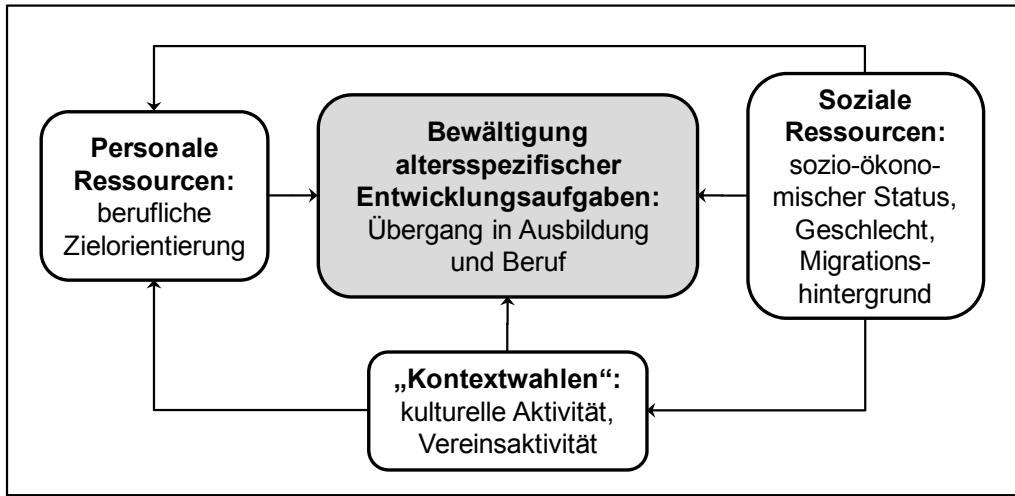 Personale
Ressourcen:
berufliche
Zielorientierung
Bewältigung
altersspezifischer
Entwicklungsaufgaben:
Übergang in Ausbildung
und Beruf
Soziale
Ressourcen:
sozio-ökono-
mischer Status,
Geschlecht,
Migrations-
hintergrund
„Kontextwahlen“:
kulturelle Aktivität,
Vereinsaktivität